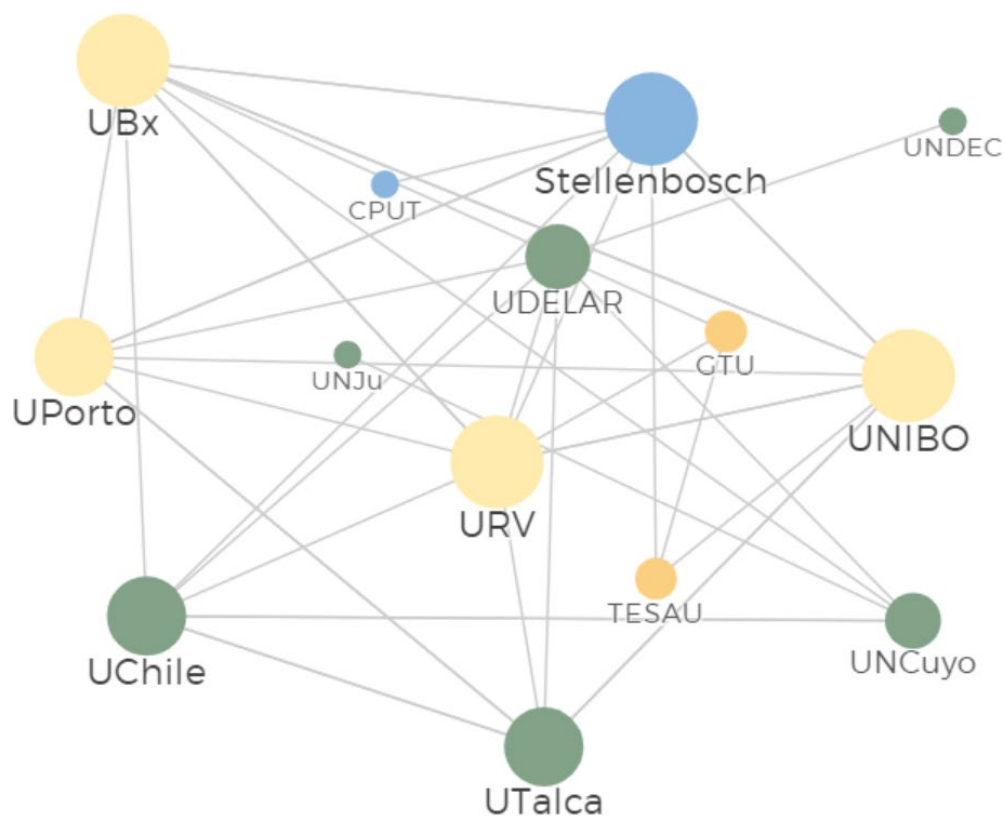 UBx
Stellenbosch
UNDEC
CPUT
UDELAR
GTU
UNJu
UPorto
UNIBO
URV
TESAU
UChile
UNCuyo
UTalca